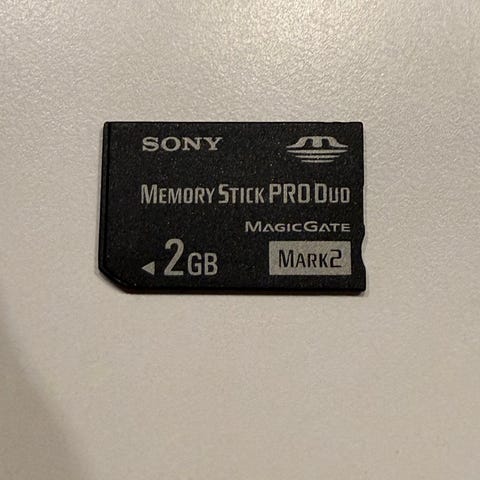 SONY
MEMORY STICK PRO DUO
MAGICGATE
2GB
MARK2